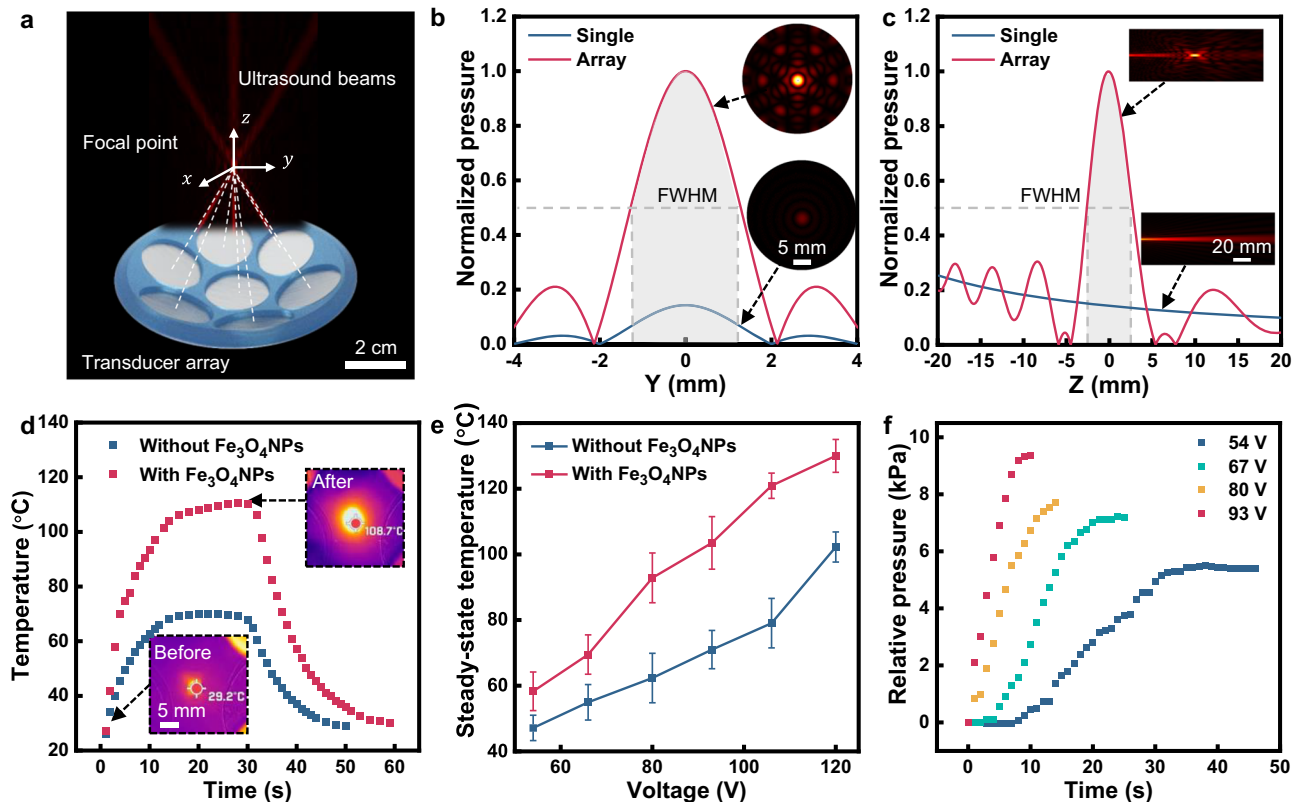 a
Ultrasound beams
Focal point
z
y
x
Transducer array
2 cm
b
Normalized pressure
1.2
1.0
0.8
0.6
0.4
0.2
0.0
Single
Array
FWHM
5 mm
-4
-2
0
2
4
Y (mm)
c
Normalized pressure
1.2
1.0
0.8
0.6
0.4
0.2
0.0
Single
Array
FWHM
20 mm
-20
-15
-10
-5
0
5
10
15
20
Z (mm)
d
Temperature (°C)
140
120
100
80
60
40
20
Without Fe₃O₄NPs
With Fe₃O₄NPs
After
108.7°C
Before
29.2°C
5 mm
0
10
20
30
40
50
60
Time (s)
e
Steady-state temperature (°C)
140
120
100
80
60
40
Without Fe₃O₄NPs
With Fe₃O₄NPs
60
80
100
120
Voltage (V)
f
Relative pressure (kPa)
10
8
6
4
2
0
54 V
67 V
80 V
93 V
0
10
20
30
40
50
Time (s)